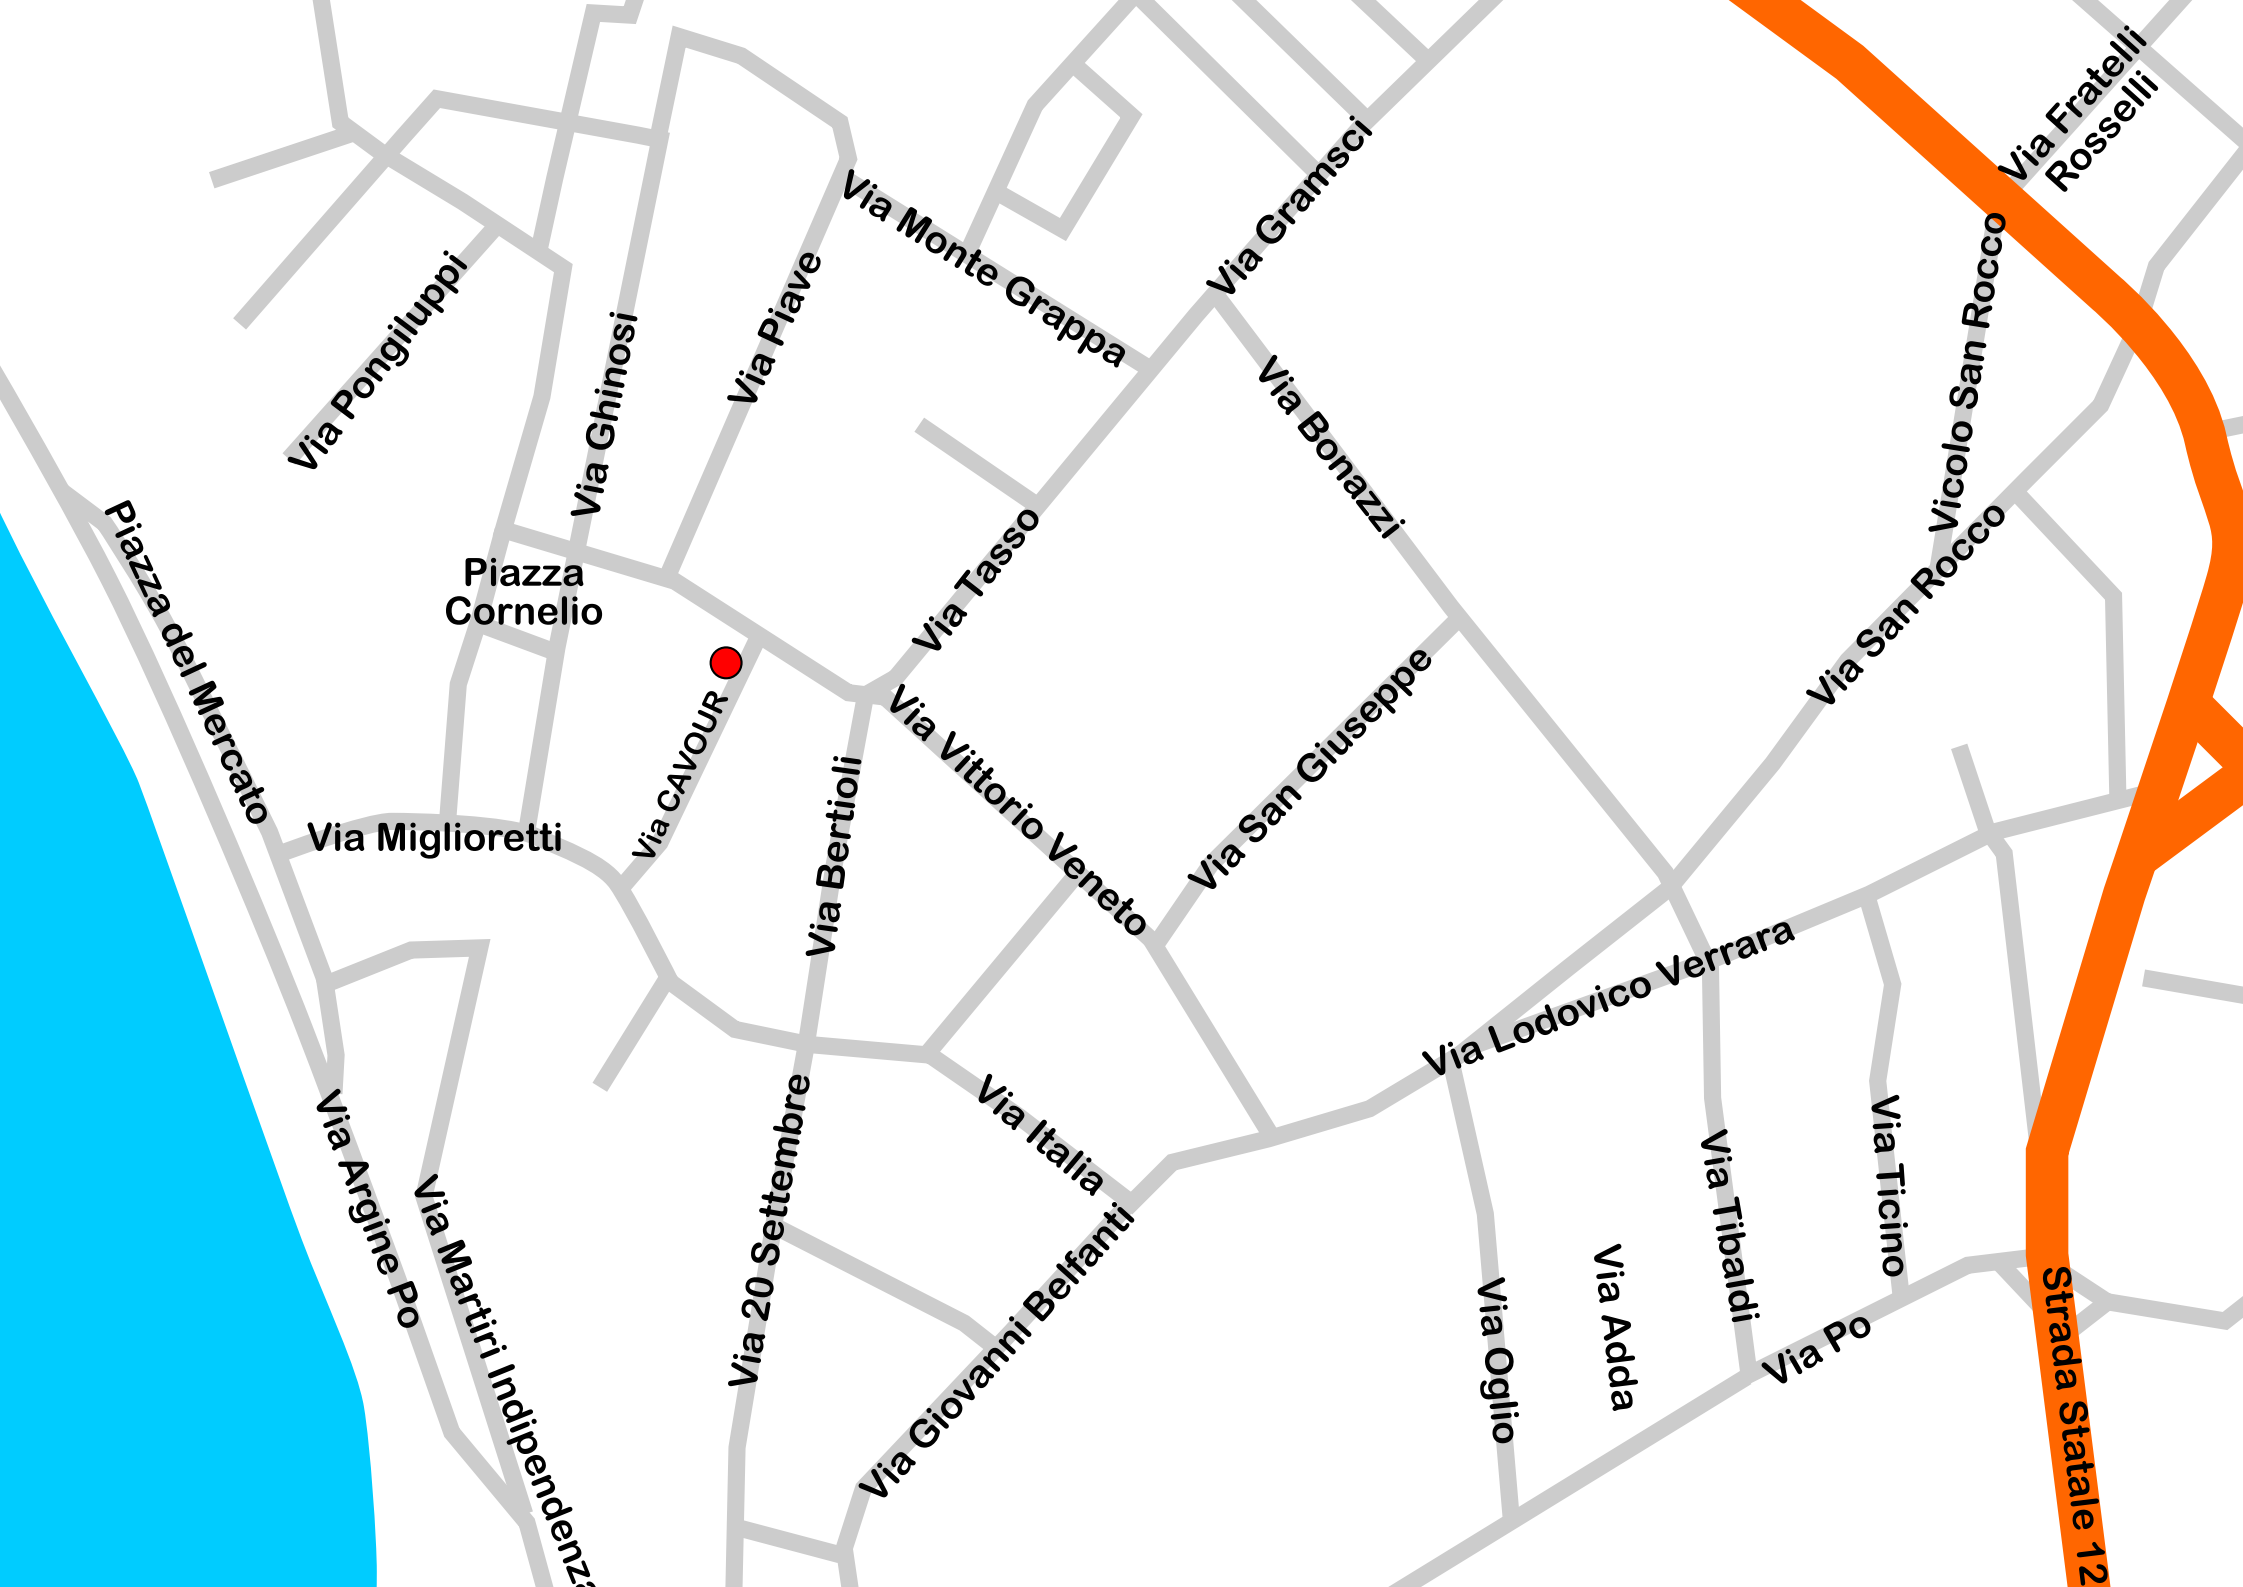 Via Fratelli
Rosselli
Via Gramsci
Via Monte Grappa
Via Piave
Via Pongiluppi
Via Ghinosi
Vicolo San Rocco
Via Bonazzi
Piazza del Mercato
Via Tasso
Via San Rocco
Piazza
Cornelio
Via San Giuseppe
Via CAVOUR
Via Vittorio Veneto
Via Bertioli
Via Miglioretti
Via Lodovico Verrara
Via Argine Po
Via 20 Settembre
Via Italia
Via Ticino
Via Tibaldi
Via Martiri Indipendenza
Via Giovanni Belfanti
Via Oglio
Via Adda
Via Po
Strada Statale 12